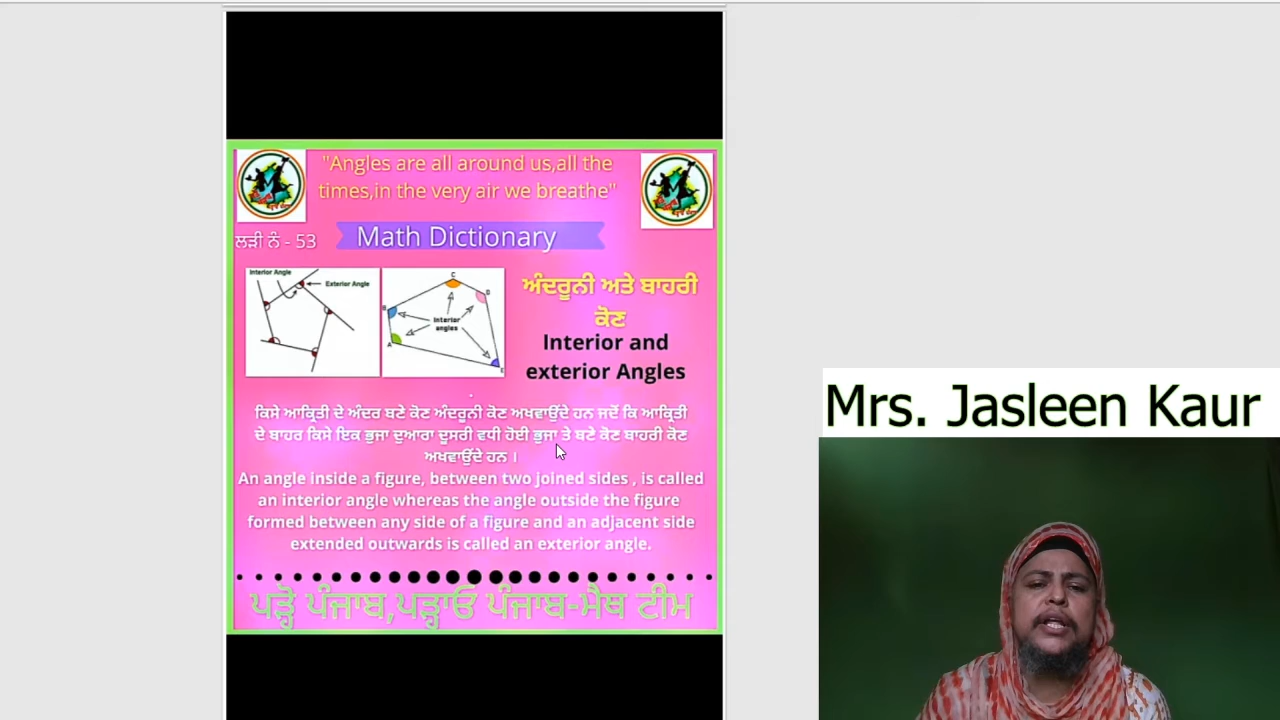 "Angles are all around us,all the
times,in the very air we breathe"
ਲੜੀ ਨੰ - 53
Math Dictionary
Interior Angle
Exterior Angle
C
D
B
Interior
angles
A
E
ਅੰਦਰੂਨੀ ਅਤੇ ਬਾਹਰੀ
ਕੋਣ
Interior and
exterior Angles
ਕਿਸੇ ਆਕ੍ਰਿਤੀ ਦੇ ਅੰਦਰ ਬਣੇ ਕੋਣ ਅੰਦਰੂਨੀ ਕੋਣ ਅਖਵਾਉਂਦੇ ਹਨ ਜਦੋਂ ਕਿ ਆਕ੍ਰਿਤੀ
ਦੇ ਬਾਹਰ ਕਿਸੇ ਇਕ ਭੁਜਾ ਦੁਆਰਾ ਦੂਸਰੀ ਵਧੀ ਹੋਈ ਭੁਜਾ ਤੇ ਬਣੇ ਕੋਣ ਬਾਹਰੀ ਕੋਣ
ਅਖਵਾਉਂਦੇ ਹਨ ।
An angle inside a figure, between two joined sides , is called
an interior angle whereas the angle outside the figure
formed between any side of a figure and an adjacent side
extended outwards is called an exterior angle.
ਪੜ੍ਹੋ ਪੰਜਾਬ,ਪੜ੍ਹਾਓ ਪੰਜਾਬ-ਮੈਥ ਟੀਮ
Mrs. Jasleen Kaur